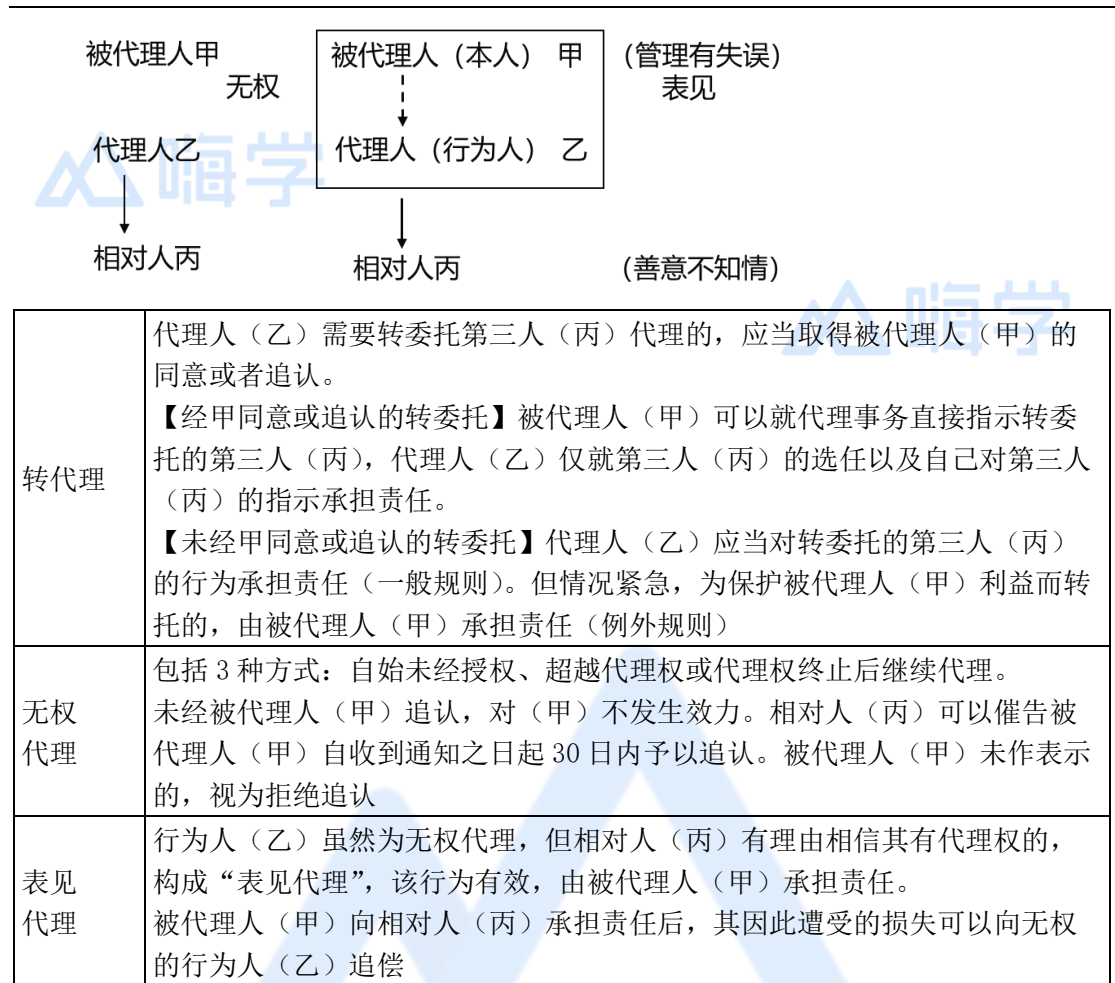 被代理人甲
无权
代理人乙
相对人丙
被代理人（本人） 甲 （管理有失误）
表见
代理人（行为人） 乙
相对人丙 （善意不知情）
嗨学
嗨学
转代理
代理人（乙）需要转委托第三人（丙）代理的，应当取得被代理人（甲）的
同意或者追认。
【经甲同意或追认的转委托】被代理人（甲）可以就代理事务直接指示转委
托的第三人（丙），代理人（乙）仅就第三人（丙）的选任以及自己对第三人
（丙）的指示承担责任。
【未经甲同意或追认的转委托】代理人（乙）应当对转委托的第三人（丙）
的行为承担责任（一般规则）。但情况紧急，为保护被代理人（甲）利益而转
托的，由被代理人（甲）承担责任（例外规则）
无权
代理
包括 3 种方式：自始未经授权、超越代理权或代理权终止后继续代理。
未经被代理人（甲）追认，对（甲）不发生效力。相对人（丙）可以催告被
代理人（甲）自收到通知之日起 30 日内予以追认。被代理人（甲）未作表示
的，视为拒绝追认
表见
代理
行为人（乙）虽然为无权代理，但相对人（丙）有理由相信其有代理权的，
构成“表见代理”，该行为有效，由被代理人（甲）承担责任。
被代理人（甲）向相对人（丙）承担责任后，其因此遭受的损失可以向无权
的行为人（乙）追偿